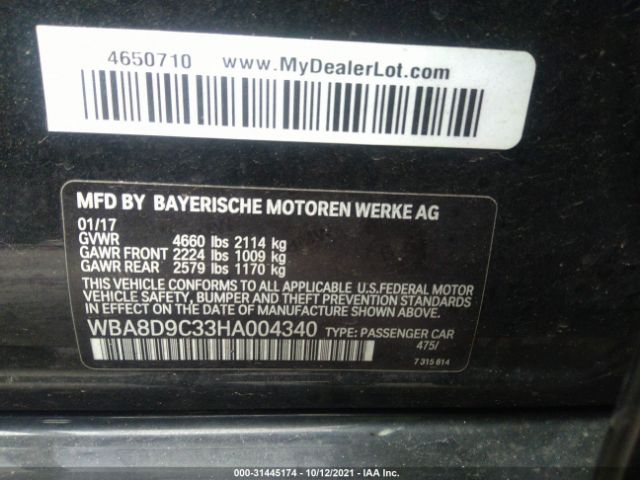 4650710 www.MyDealerLot.com
MFD BY BAYERISCHE MOTOREN WERKE AG
01/17
GVWR 4660 lbs 2114 kg
GAWR FRONT 2224 lbs 1009 kg
GAWR REAR 2579 lbs 1170 kg
THIS VEHICLE CONFORMS TO ALL APPLICABLE U.S.FEDERAL MOTOR
VEHICLE SAFETY, BUMPER AND THEFT PREVENTION STANDARDS
IN EFFECT ON THE DATE OF MANUFACTURE SHOWN ABOVE.
WBA8D9C33HA004340 TYPE: PASSENGER CAR
475/
7 315 814
000-31445174 | 10/12/2021 | IAA Inc.